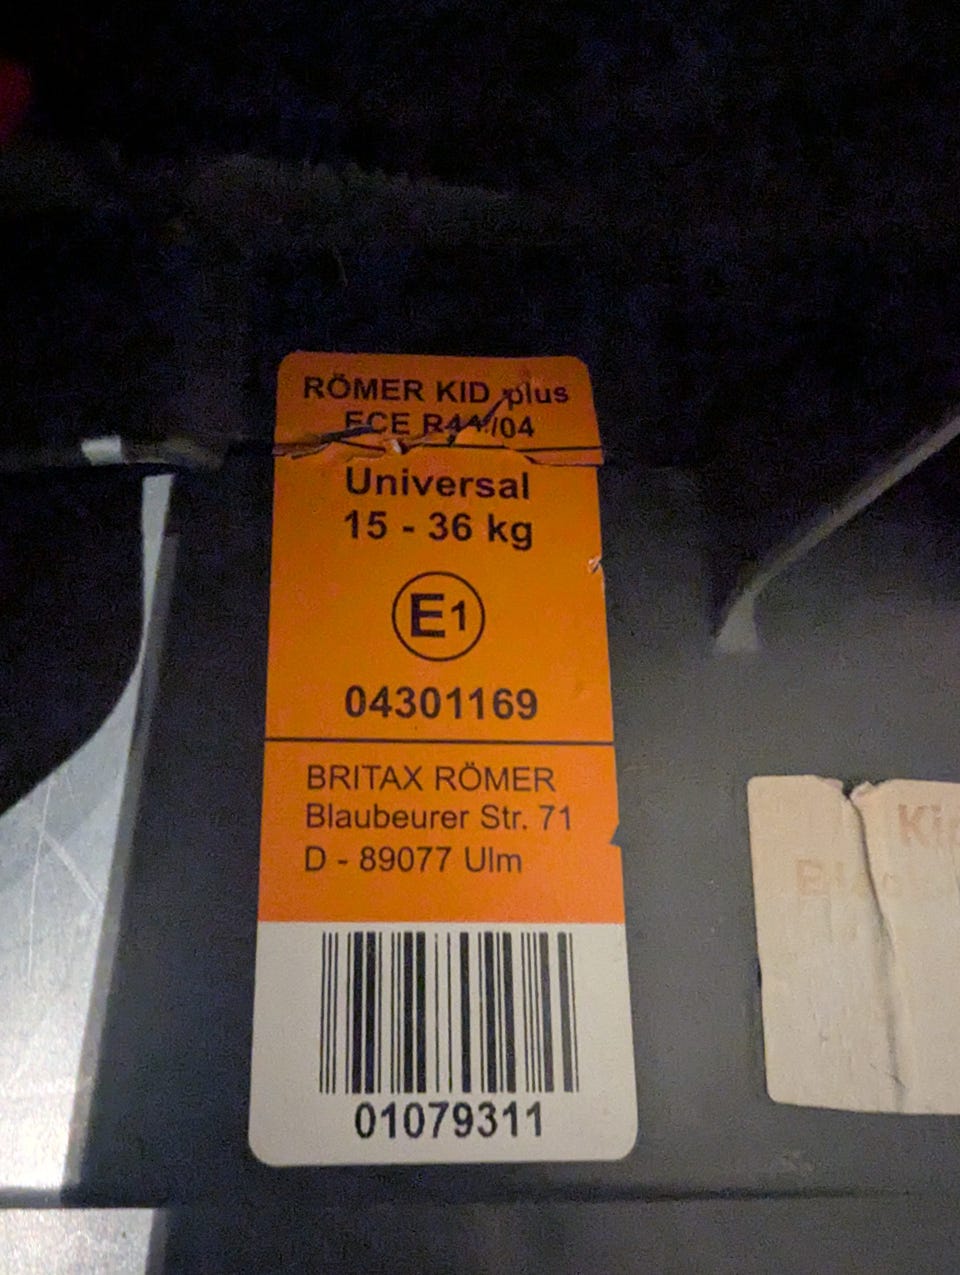 RÖMER KID plus
ECE R44/04
Universal
15 - 36 kg
E1
04301169
BRITAX RÖMER
Blaubeurer Str. 71
D - 89077 Ulm
01079311